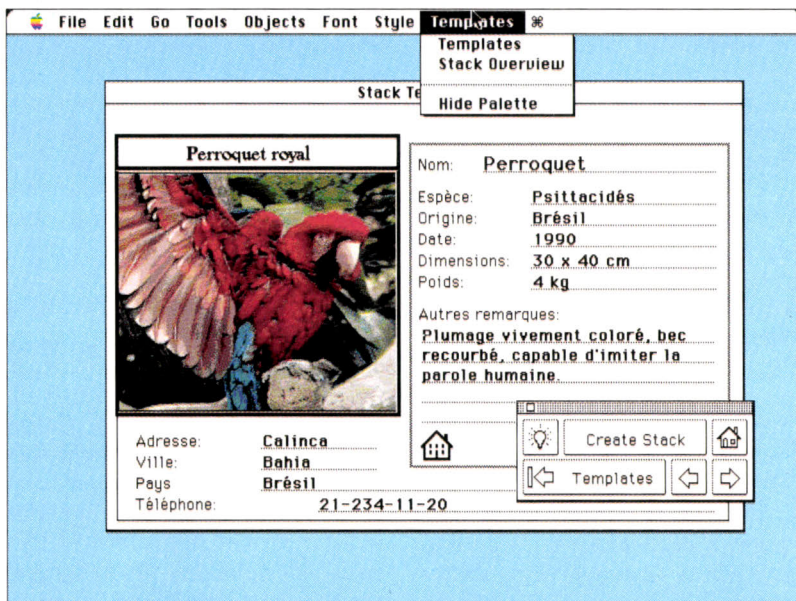 File Edit Go Tools Objects Font Style Templates ⌘
Templates
Stack Overview
Hide Palette
Stack Te
Perroquet royal
Nom: Perroquet
Espèce: Psittacidés
Origine: Brésil
Date: 1990
Dimensions: 30 x 40 cm
Poids: 4 kg
Autres remarques:
Plumage vivement coloré, bec
recourbé, capable d'imiter la
parole humaine.
Adresse: Calinca
Ville: Bahia
Pays Brésil
Téléphone: 21-234-11-20
Create Stack
Templates